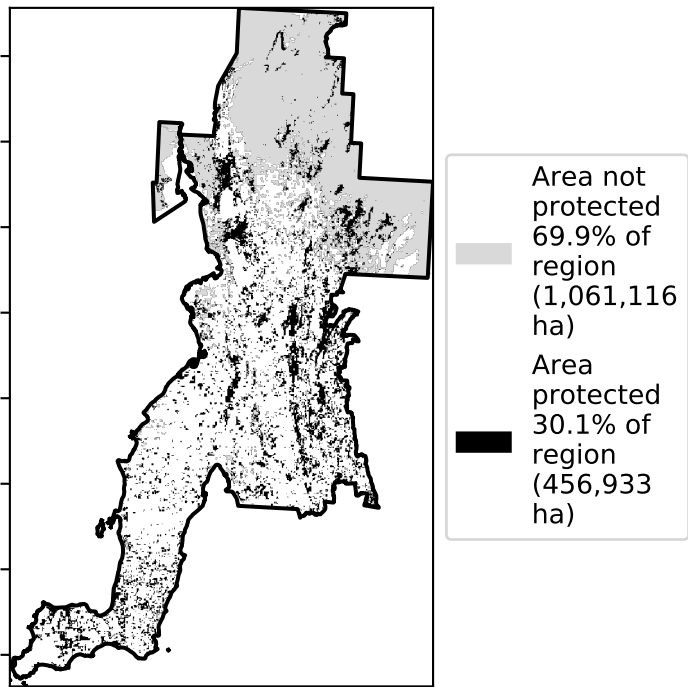 Area not
protected
69.9% of
region
(1,061,116
ha)
Area
protected
30.1% of
region
(456,933
ha)